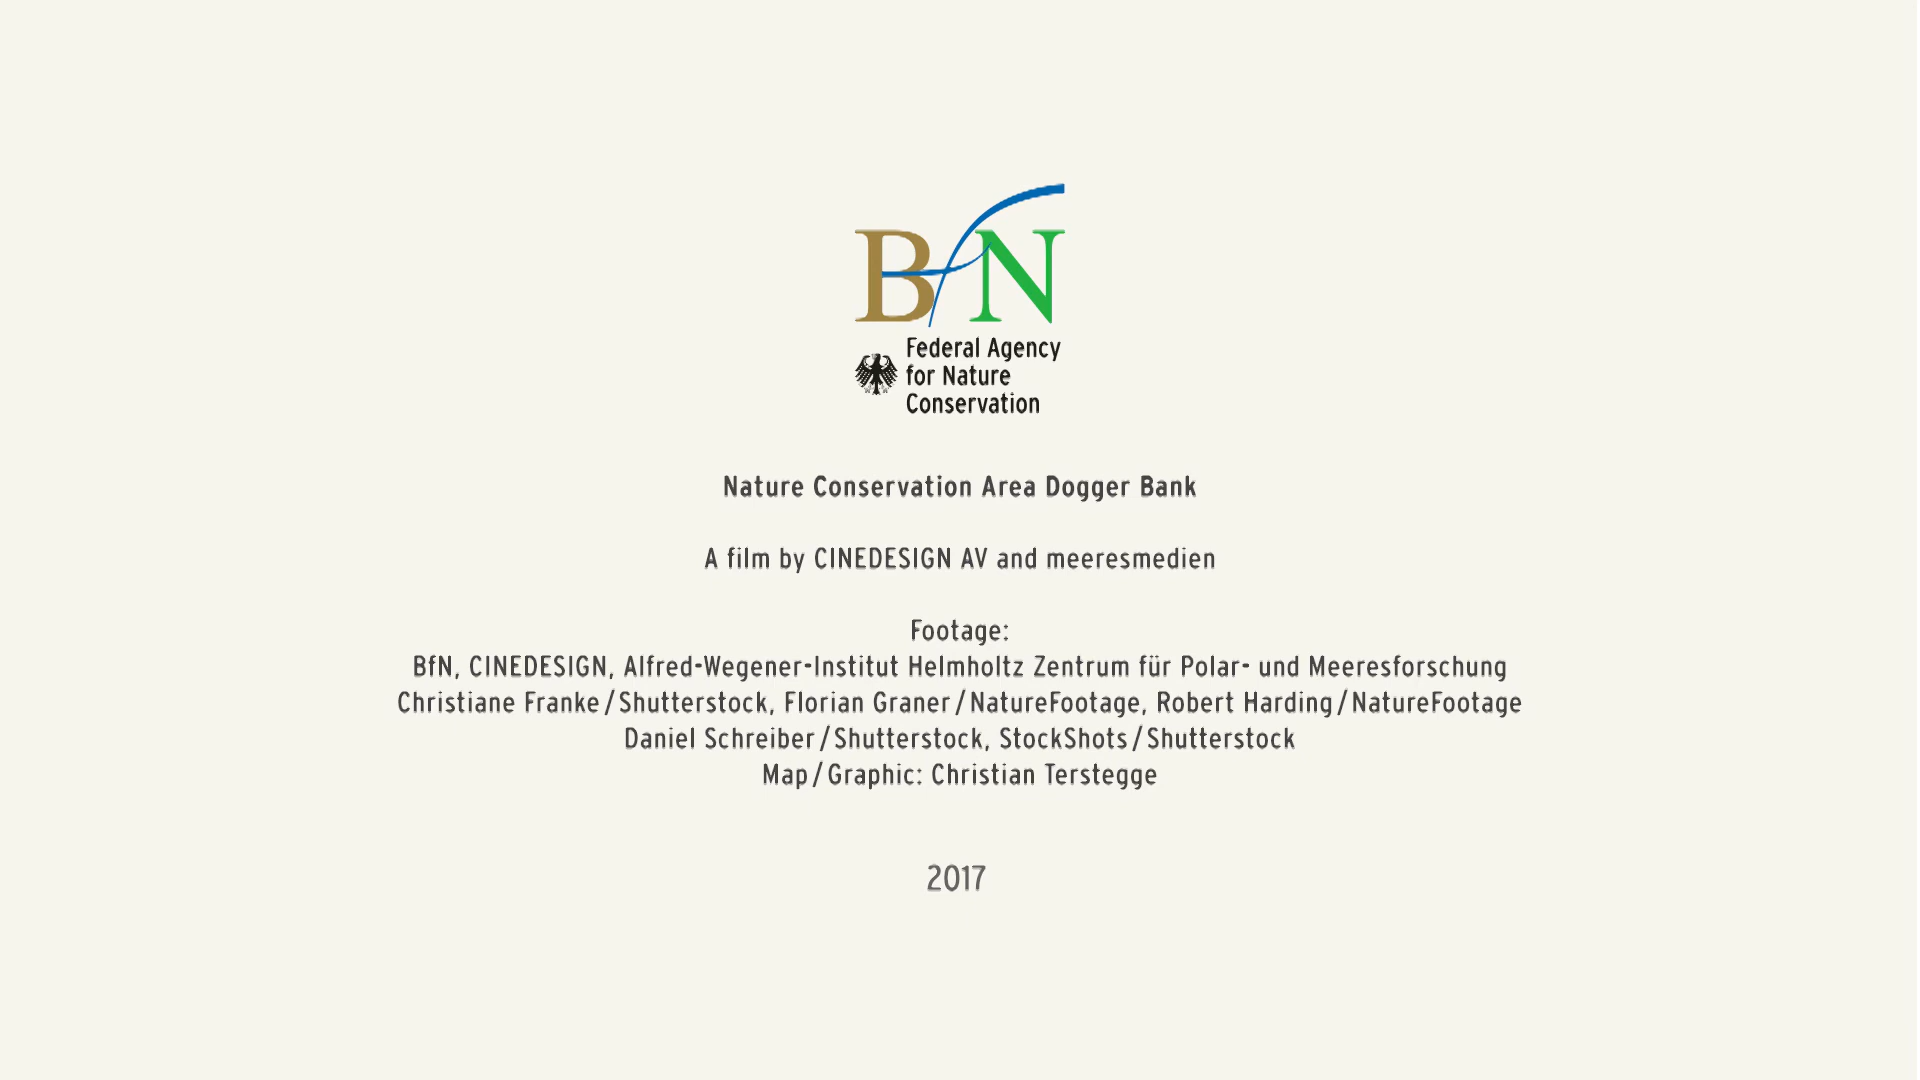 BfN
Federal Agency
for Nature
Conservation
Nature Conservation Area Dogger Bank
A film by CINEDESIGN AV and meeresmedien
Footage:
BfN, CINEDESIGN, Alfred-Wegener-Institut Helmholtz Zentrum für Polar- und Meeresforschung
Christiane Franke/Shutterstock, Florian Graner/NatureFootage, Robert Harding/NatureFootage
Daniel Schreiber/Shutterstock, StockShots/Shutterstock
Map/Graphic: Christian Terstegge
2017